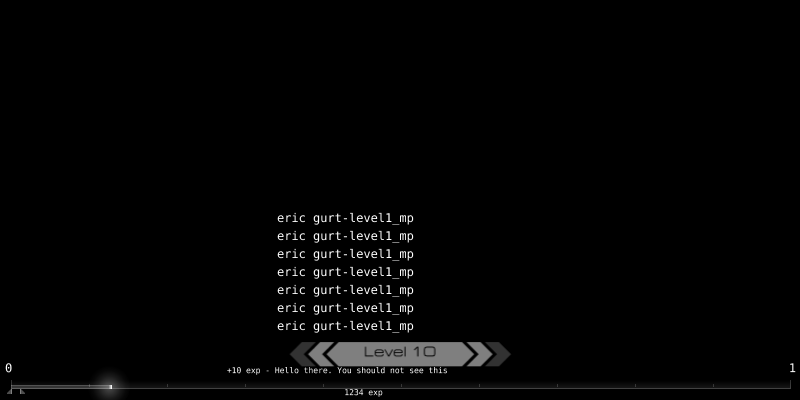 eric gurt-level1_mp
eric gurt-level1_mp
eric gurt-level1_mp
eric gurt-level1_mp
eric gurt-level1_mp
eric gurt-level1_mp
eric gurt-level1_mp
Level 10
0
1
+10 exp - Hello there. You should not see this
1234 exp